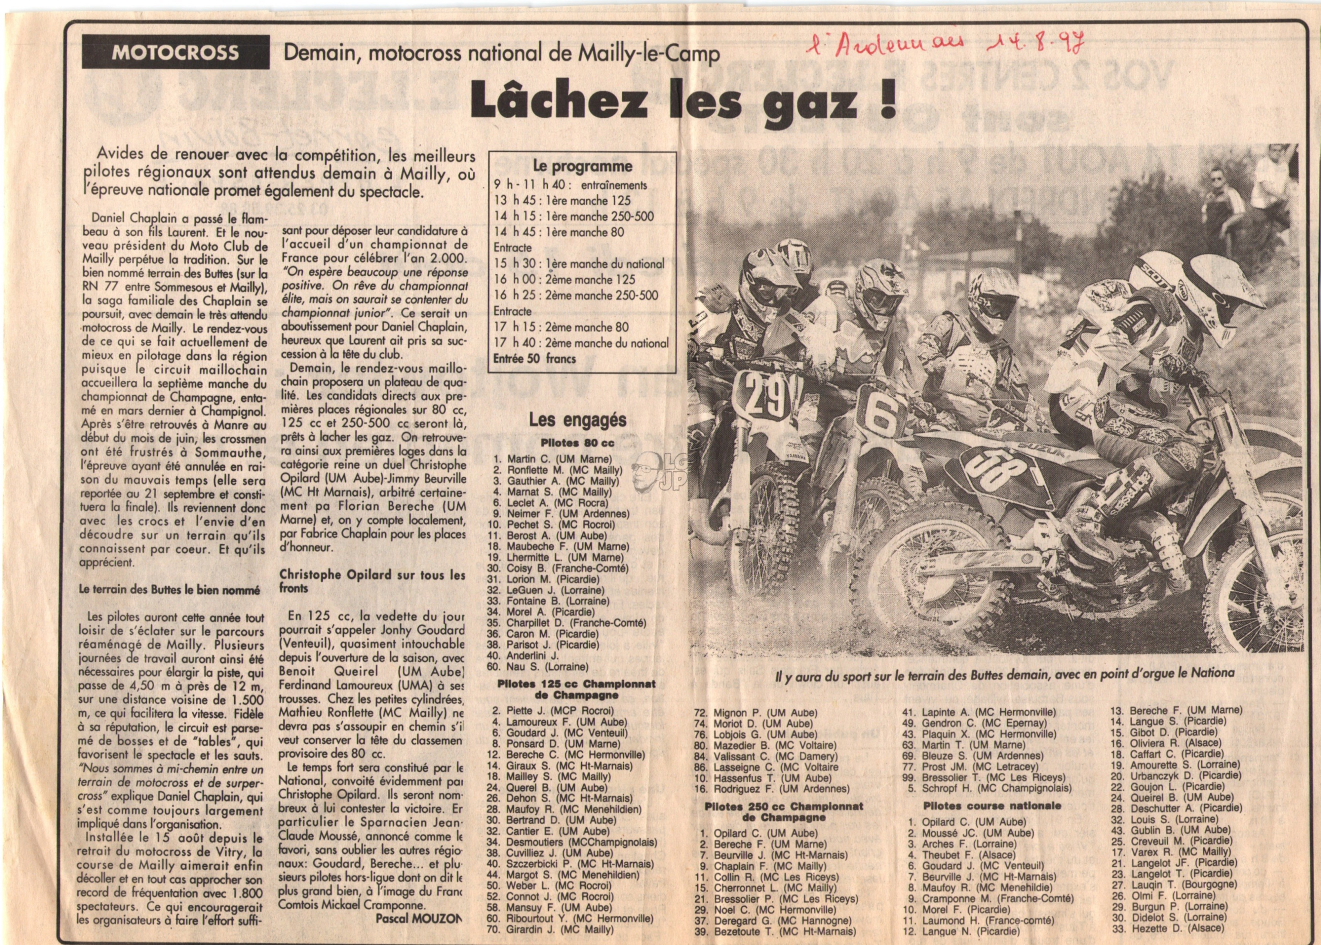 MOTOCROSS
Demain, motocross national de Mailly-le-Camp
l'Ardennais 14.8.97
Lâchez les gaz !
Avides de renouer avec la compétition, les meilleurs
pilotes régionaux sont attendus demain à Mailly, où
l'épreuve nationale promet également du spectacle.
Daniel Chaplain a passé le flam-
beau à son fils Laurent. Et le nou-
veau président du Moto Club de
Mailly perpétue la tradition. Sur le
bien nommé terrain des Buttes (sur la
RN 77 entre Sommesous et Mailly),
la saga familiale des Chaplain se
poursuit, avec demain le très attendu
motocross de Mailly. Le rendez-vous
de ce qui se fait actuellement de
mieux en pilotage dans la région
puisque le circuit maillochain
accueillera la septième manche du
championnat de Champagne, enta-
mé en mars dernier à Champignol.
Après s'être retrouvés à Manre au
début du mois de juin, les crossmen
ont été frustrés à Sommauthe,
l'épreuve ayant été annulée en rai-
son du mauvais temps (elle sera
reportée au 21 septembre et consti-
tuera la finale). Ils reviennent donc
avec les crocs et l'envie d'en
découdre sur un terrain qu'ils
connaissent par coeur. Et qu'ils
apprécient.
Le terrain des Buttes le bien nommé
Les pilotes auront cette année tout
loisir de s'éclater sur le parcours
réaménagé de Mailly. Plusieurs
journées de travail auront ainsi été
nécessaires pour élargir la piste, qui
passe de 4,50 m à près de 12 m,
sur une distance voisine de 1.500
m, ce qui facilitera la vitesse. Fidèle
à sa réputation, le circuit est parse-
mé de bosses et de "tables", qui
favorisent le spectacle et les sauts.
"Nous sommes à mi-chemin entre un
terrain de motocross et de surper-
cross" explique Daniel Chaplain, qui
s'est comme toujours largement
impliqué dans l'organisation.
Installée le 15 août depuis le
retrait du motocross de Vitry, la
course de Mailly aimerait enfin
décoller et en tout cas approcher son
record de fréquentation avec 1.800
spectateurs. Ce qui encouragerait
les organisateurs à faire l'effort suffi-
sant pour déposer leur candidature à
l'accueil d'un championnat de
France pour célébrer l'an 2.000.
"On espère beaucoup une réponse
positive. On rêve du championnat
élite, mais on saurait se contenter du
championnat junior". Ce serait un
aboutissement pour Daniel Chaplain,
heureux que Laurent ait pris sa suc-
cession à la tête du club.
Demain, le rendez-vous maillo-
chain proposera un plateau de qua-
lité. Les candidats directs aux pre-
mières places régionales sur 80 cc,
125 cc et 250-500 cc seront là,
prêts à lacher les gaz. On retrouve-
ra ainsi aux premières loges dans la
catégorie reine un duel Christophe
Opilard (UM Aube)-Jimmy Beurville
(MC Ht Marnais), arbitré certaine-
ment pa Florian Bereche (UM
Marne) et, on y compte localement,
par Fabrice Chaplain pour les places
d'honneur.
Christophe Opilard sur tous les
fronts
En 125 cc, la vedette du jour
pourrait s'appeler Jonhy Goudard
(Venteuil), quasiment intouchable
depuis l'ouverture de la saison, avec
Benoit Queirel (UM Aube)
Ferdinand Lamoureux (UMA) à ses
trousses. Chez les petites cylindrées,
Mathieu Ronflette (MC Mailly) ne
devra pas s'assoupir en chemin s'il
veut conserver la tête du classemen
provisoire des 80 cc.
Le temps fort sera constitué par le
National, convoité évidemment par
Christophe Opilard. Ils seront nom-
breux à lui contester la victoire. En
particulier le Sparnacien Jean-
Claude Moussé, annoncé comme le
favori, sans oublier les autres régio-
naux: Goudard, Bereche... et plu-
sieurs pilotes hors-ligue dont on dit le
plus grand bien, à l'image du Franc
Comtois Mickael Cramponne.
Pascal MOUZON
Le programme
9 h - 11 h 40 : entraînements
13 h 45 : 1ère manche 125
14 h 15 : 1ère manche 250-500
14 h 45 : 1ère manche 80
Entracte
15 h 30 : 1ère manche du national
16 h 00 : 2ème manche 125
16 h 25 : 2ème manche 250-500
Entracte
17 h 15 : 2ème manche 80
17 h 40 : 2ème manche du national
Entrée 50 francs
Les engagés
Pilotes 80 cc
1. Martin C. (UM Marne)
2. Ronflette M. (MC Mailly)
3. Gauthier A. (MC Mailly)
4. Marnat S. (MC Mailly)
6. Leclet A. (MC Rocra)
9. Neimer F. (UM Ardennes)
10. Pechet S. (MC Rocroi)
11. Berost A. (UM Aube)
18. Maubeche F. (UM Marne)
19. Lhermitte L. (UM Marne)
30. Coisy B. (Franche-Comté)
31. Lorion M. (Picardie)
32. LeGuen J. (Lorraine)
33. Fontaine B. (Lorraine)
34. Morel A. (Picardie)
35. Charpillet D. (Franche-Comté)
36. Caron M. (Picardie)
38. Parisot J. (Picardie)
40. Anderlini J.
60. Nau S. (Lorraine)
Pilotes 125 cc Championnat
de Champagne
2. Piette J. (MCP Rocroi)
4. Lamoureux F. (UM Aube)
6. Goudard J. (MC Venteuil)
8. Ponsard D. (UM Marne)
12. Bereche C. (MC Hermonville)
14. Giraux S. (MC Ht-Marnais)
18. Mailley S. (MC Mailly)
24. Querel B. (UM Aube)
26. Dehon S. (MC Ht-Marnais)
28. Maufoy R. (MC Menehildien)
30. Bertrand D. (UM Aube)
32. Cantier E. (UM Aube)
34. Desmoutiers (MCChampignolais)
38. Cuvilliez J. (UM Aube)
40. Szczerbicki P. (MC Ht-Marnais)
44. Margot S. (MC Menehildien)
50. Weber L. (MC Rocroi)
52. Connot J. (MC Rocroi)
58. Mansuy F. (UM Aube)
60. Ribourtout Y. (MC Hermonville)
70. Girardin J. (MC Mailly)
29
6
58
SUZUKI
SCOTT
LG
JP
Il y aura du sport sur le terrain des Buttes demain, avec en point d'orgue le Nationa
72. Mignon P. (UM Aube)
74. Moriot D. (UM Aube)
76. Lobjois G. (UM Aube)
80. Mazedier B. (MC Voltaire)
84. Valissant C. (MC Damery)
86. Lasseigne C. (MC Voltaire
10. Hassenfus T. (UM Aube)
16. Rodriguez F. (UM Ardennes)
Pilotes 250 cc Championnat
de Champagne
1. Opilard C. (UM Aube)
2. Bereche F. (UM Marne)
7. Beurville J. (MC Ht-Marnais)
9. Chaplain F. (MC Mailly)
11. Collin R. (MC Les Riceys)
15. Cherronnet L. (MC Mailly)
21. Bressolier P. (MC Les Riceys)
29. Noel C. (MC Hermonville)
37. Deregard G. (MC Hannogne)
39. Bezetoute T. (MC Ht-Marnais)
41. Lapinte A. (MC Hermonville)
49. Gendron C. (MC Epernay)
43. Plaquin X. (MC Hermonville)
63. Martin T. (UM Marne)
69. Bleuze S. (UM Ardennes)
77. Prost JM. (MC Letracey)
99. Bressolier T. (MC Les Riceys)
5. Schropf H. (MC Champignolais)
Pilotes course nationale
1. Opilard C. (UM Aube)
2. Moussé JC. (UM Aube)
3. Arches F. (Lorraine)
4. Theubet F. (Alsace)
6. Goudard J. (MC Venteuil)
7. Beurville J. (MC Ht-Marnais)
8. Maufoy R. (MC Menehildie)
9. Cramponne M. (Franche-Comté)
10. Morel F. (Picardie)
11. Laumond H. (France-comté)
12. Langue N. (Picardie)
13. Bereche F. (UM Marne)
14. Langue S. (Picardie)
15. Gibot D. (Picardie)
16. Oliviera R. (Alsace)
18. Caffart C. (Picardie)
19. Amourette S. (Lorraine)
20. Urbanczyk D. (Picardie)
22. Goujon L. (Picardie)
24. Queirel B. (UM Aube)
28. Deschutter A. (Picardie)
32. Louis S. (Lorraine)
43. Gublin B. (UM Aube)
25. Creveuil M. (Picardie)
17. Varex R. (MC Mailly)
21. Langelot JF. (Picardie)
23. Langelot T. (Picardie)
27. Lauqin T. (Bourgogne)
26. Olmi F. (Lorraine)
29. Burgun P. (Lorraine)
30. Didelot S. (Lorraine)
33. Hezette D. (Alsace)